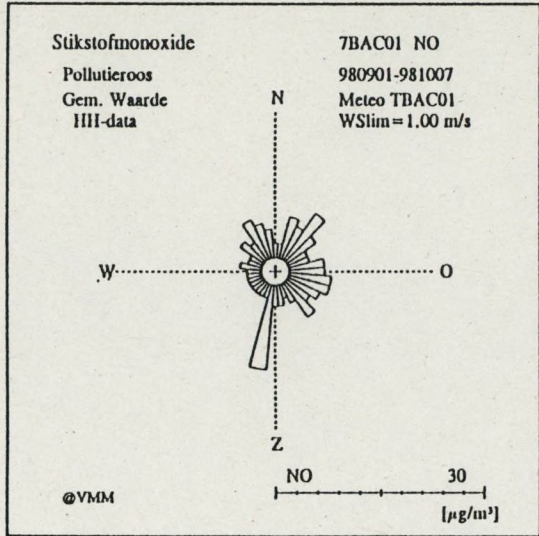 Stikstofmonoxide 7BAC01 NO
Pollutieroos 980901-981007
Gem. Waarde N Meteo TBAC01
HH-data WSlim=1.00 m/s
W O
Z
NO 30
@VMM [µg/m³]